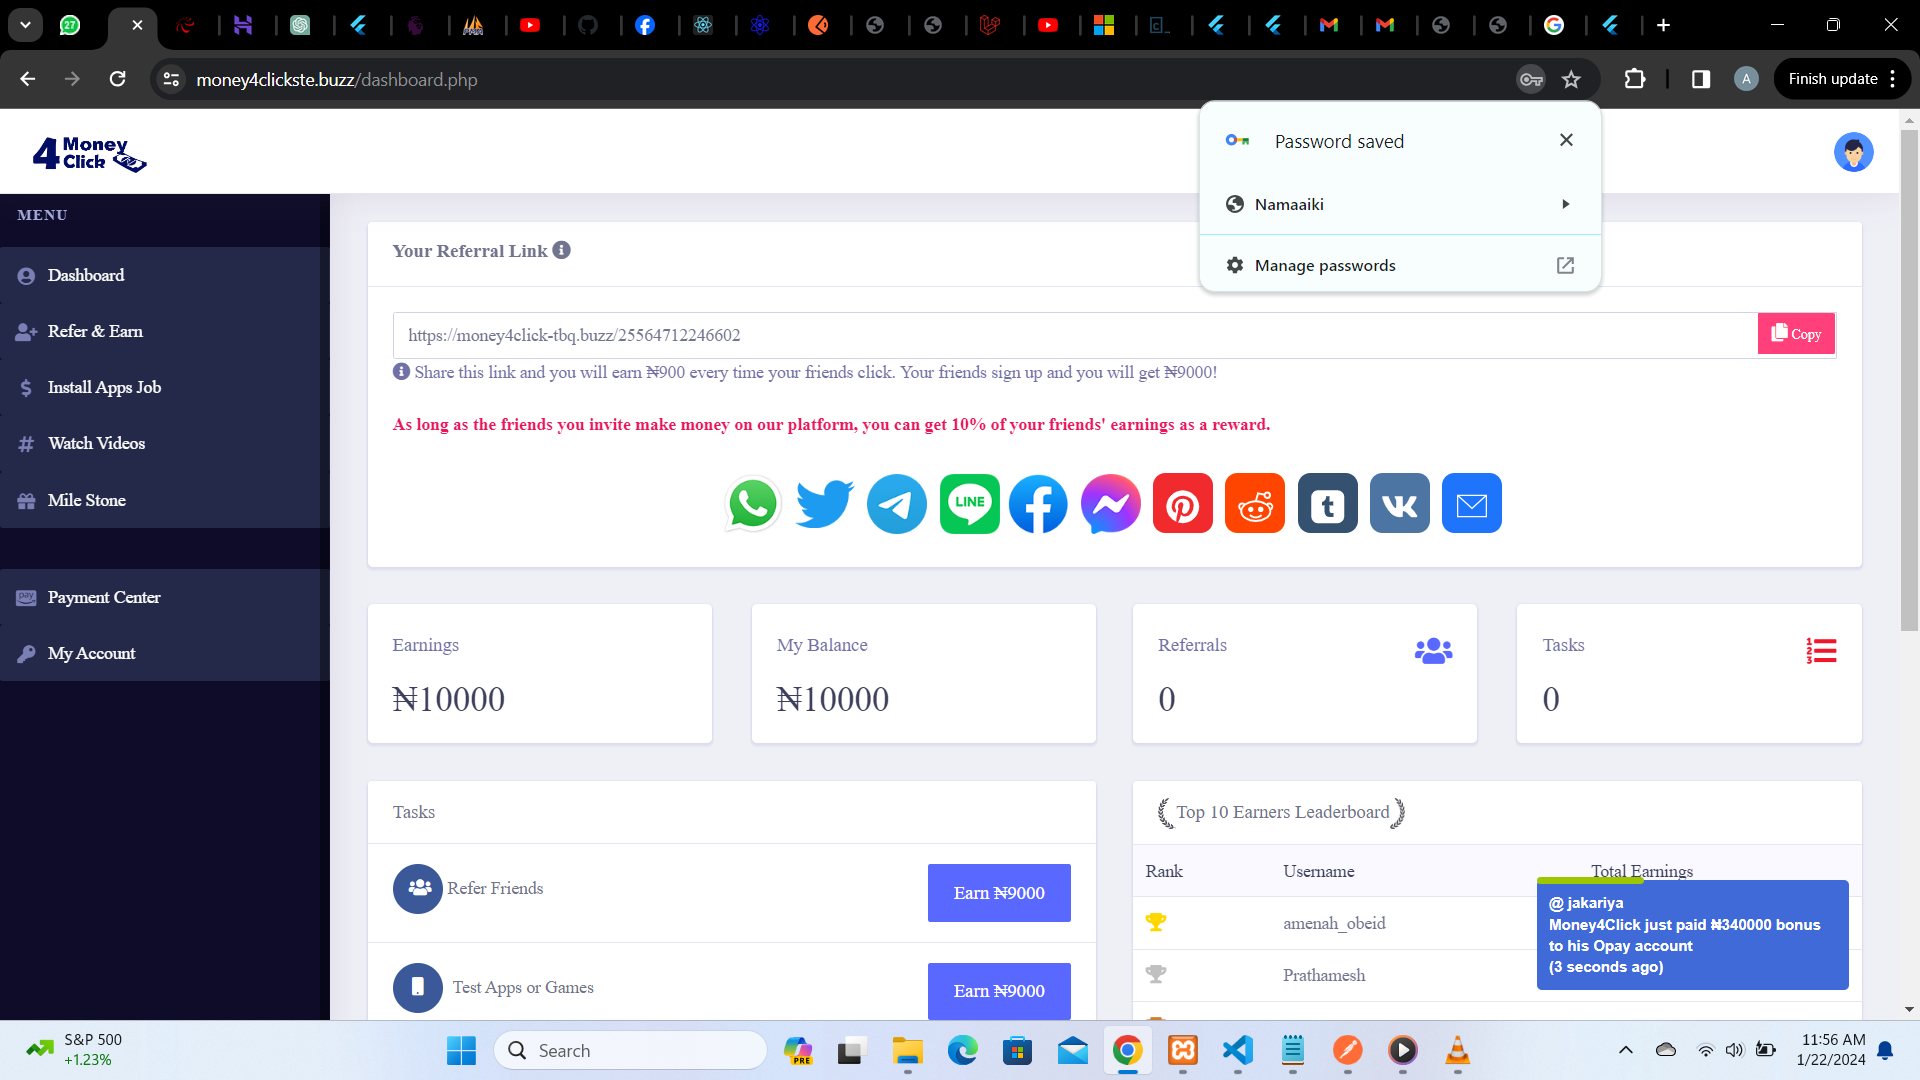 27
money4clickste.buzz/dashboard.php
A
Finish update
4 Money Click
Password saved
Namaaiki
Manage passwords
MENU
Dashboard
Refer & Earn
Install Apps Job
Watch Videos
Mile Stone
Payment Center
My Account
Your Referral Link
https://money4click-tbq.buzz/25564712246602
Copy
Share this link and you will earn ₦900 every time your friends click. Your friends sign up and you will get ₦9000!
As long as the friends you invite make money on our platform, you can get 10% of your friends' earnings as a reward.
LINE
Earnings
₦10000
My Balance
₦10000
Referrals
0
Tasks
0
Tasks
Refer Friends
Earn ₦9000
Test Apps or Games
Earn ₦9000
Top 10 Earners Leaderboard
Rank
Username
Total Earnings
amenah_obeid
Prathamesh
@ jakariya
Money4Click just paid ₦340000 bonus
to his Opay account
(3 seconds ago)
S&P 500
+1.23%
Search
PRE
11:56 AM
1/22/2024